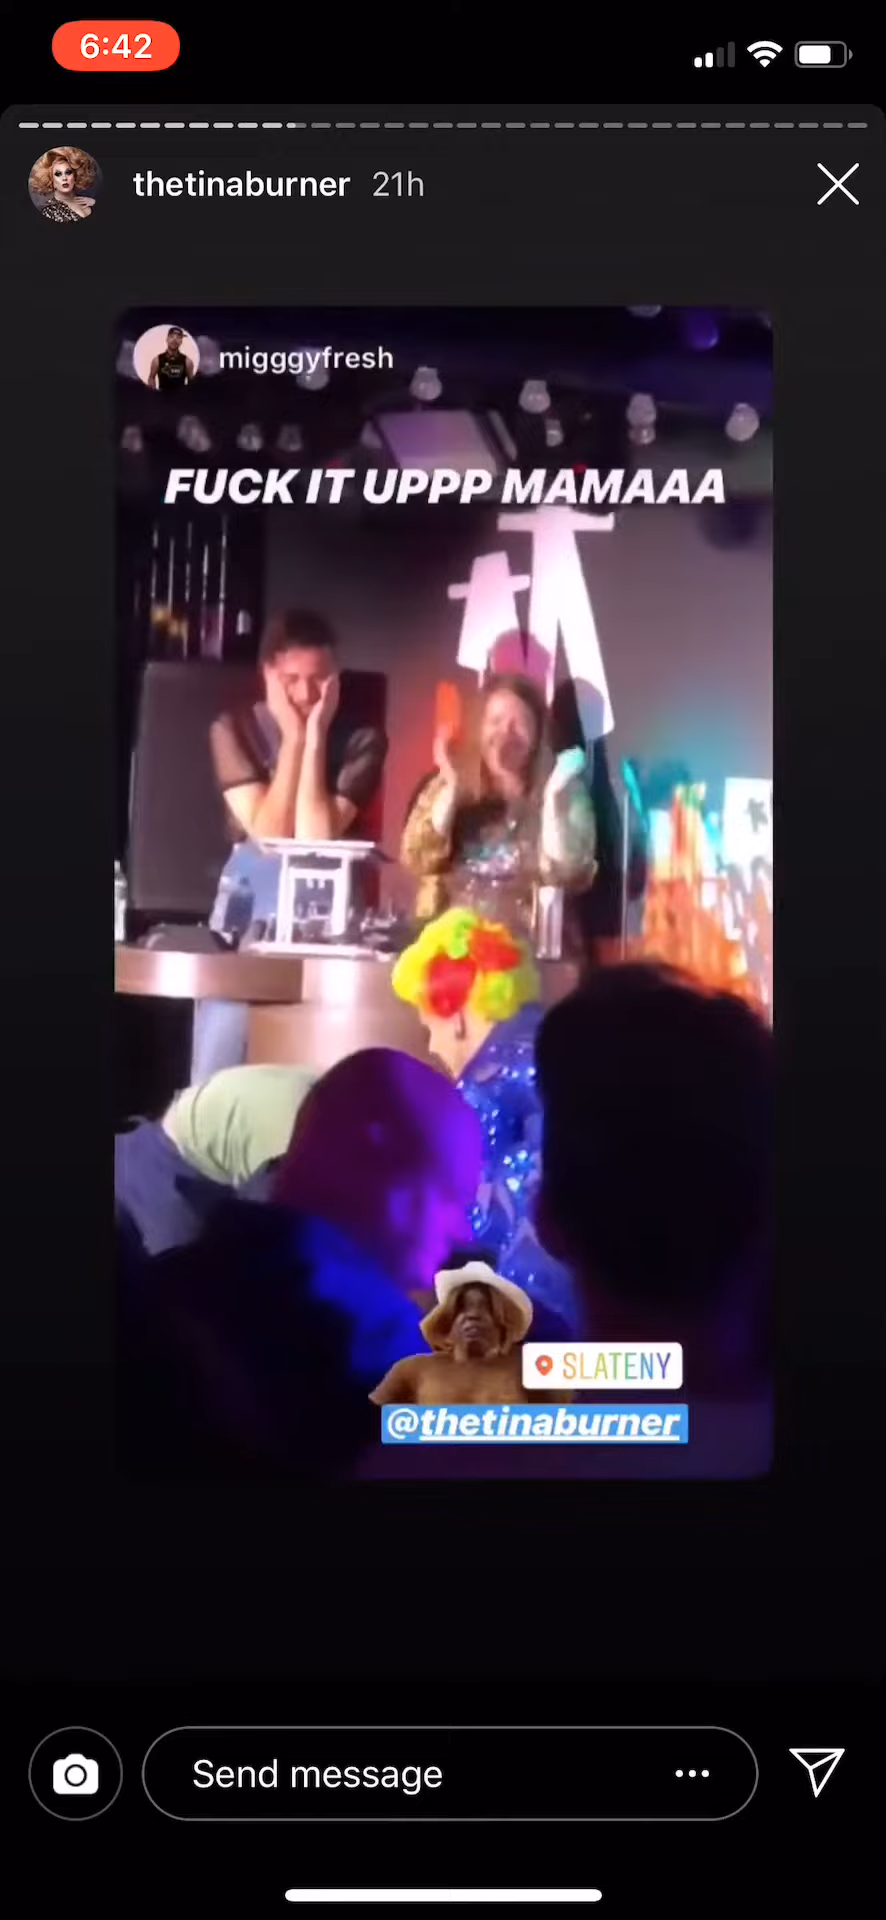 6:42
thetinaburner 21h
migggyfresh
FUCK IT UPPP MAMAAA
SLATENY
@thetinaburner
Send message